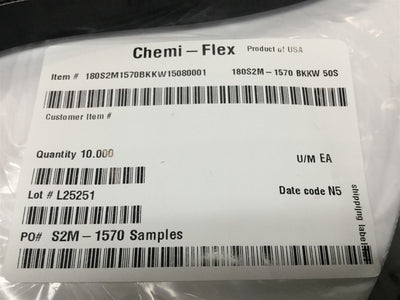 Chemi-Flex Product of USA
Item # 180S2M1570BKKW15080001 180S2M-1570 BKKW 50S
Customer Item #
Quantity 10.000 U/M EA
Lot # L25251 Date code N5
PO# S2M-1570 Samples
shipping label